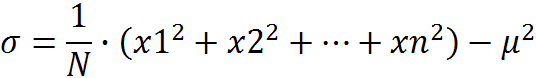 σ = 1/N · (x1² + x2² + ⋯ + xn²) − μ²